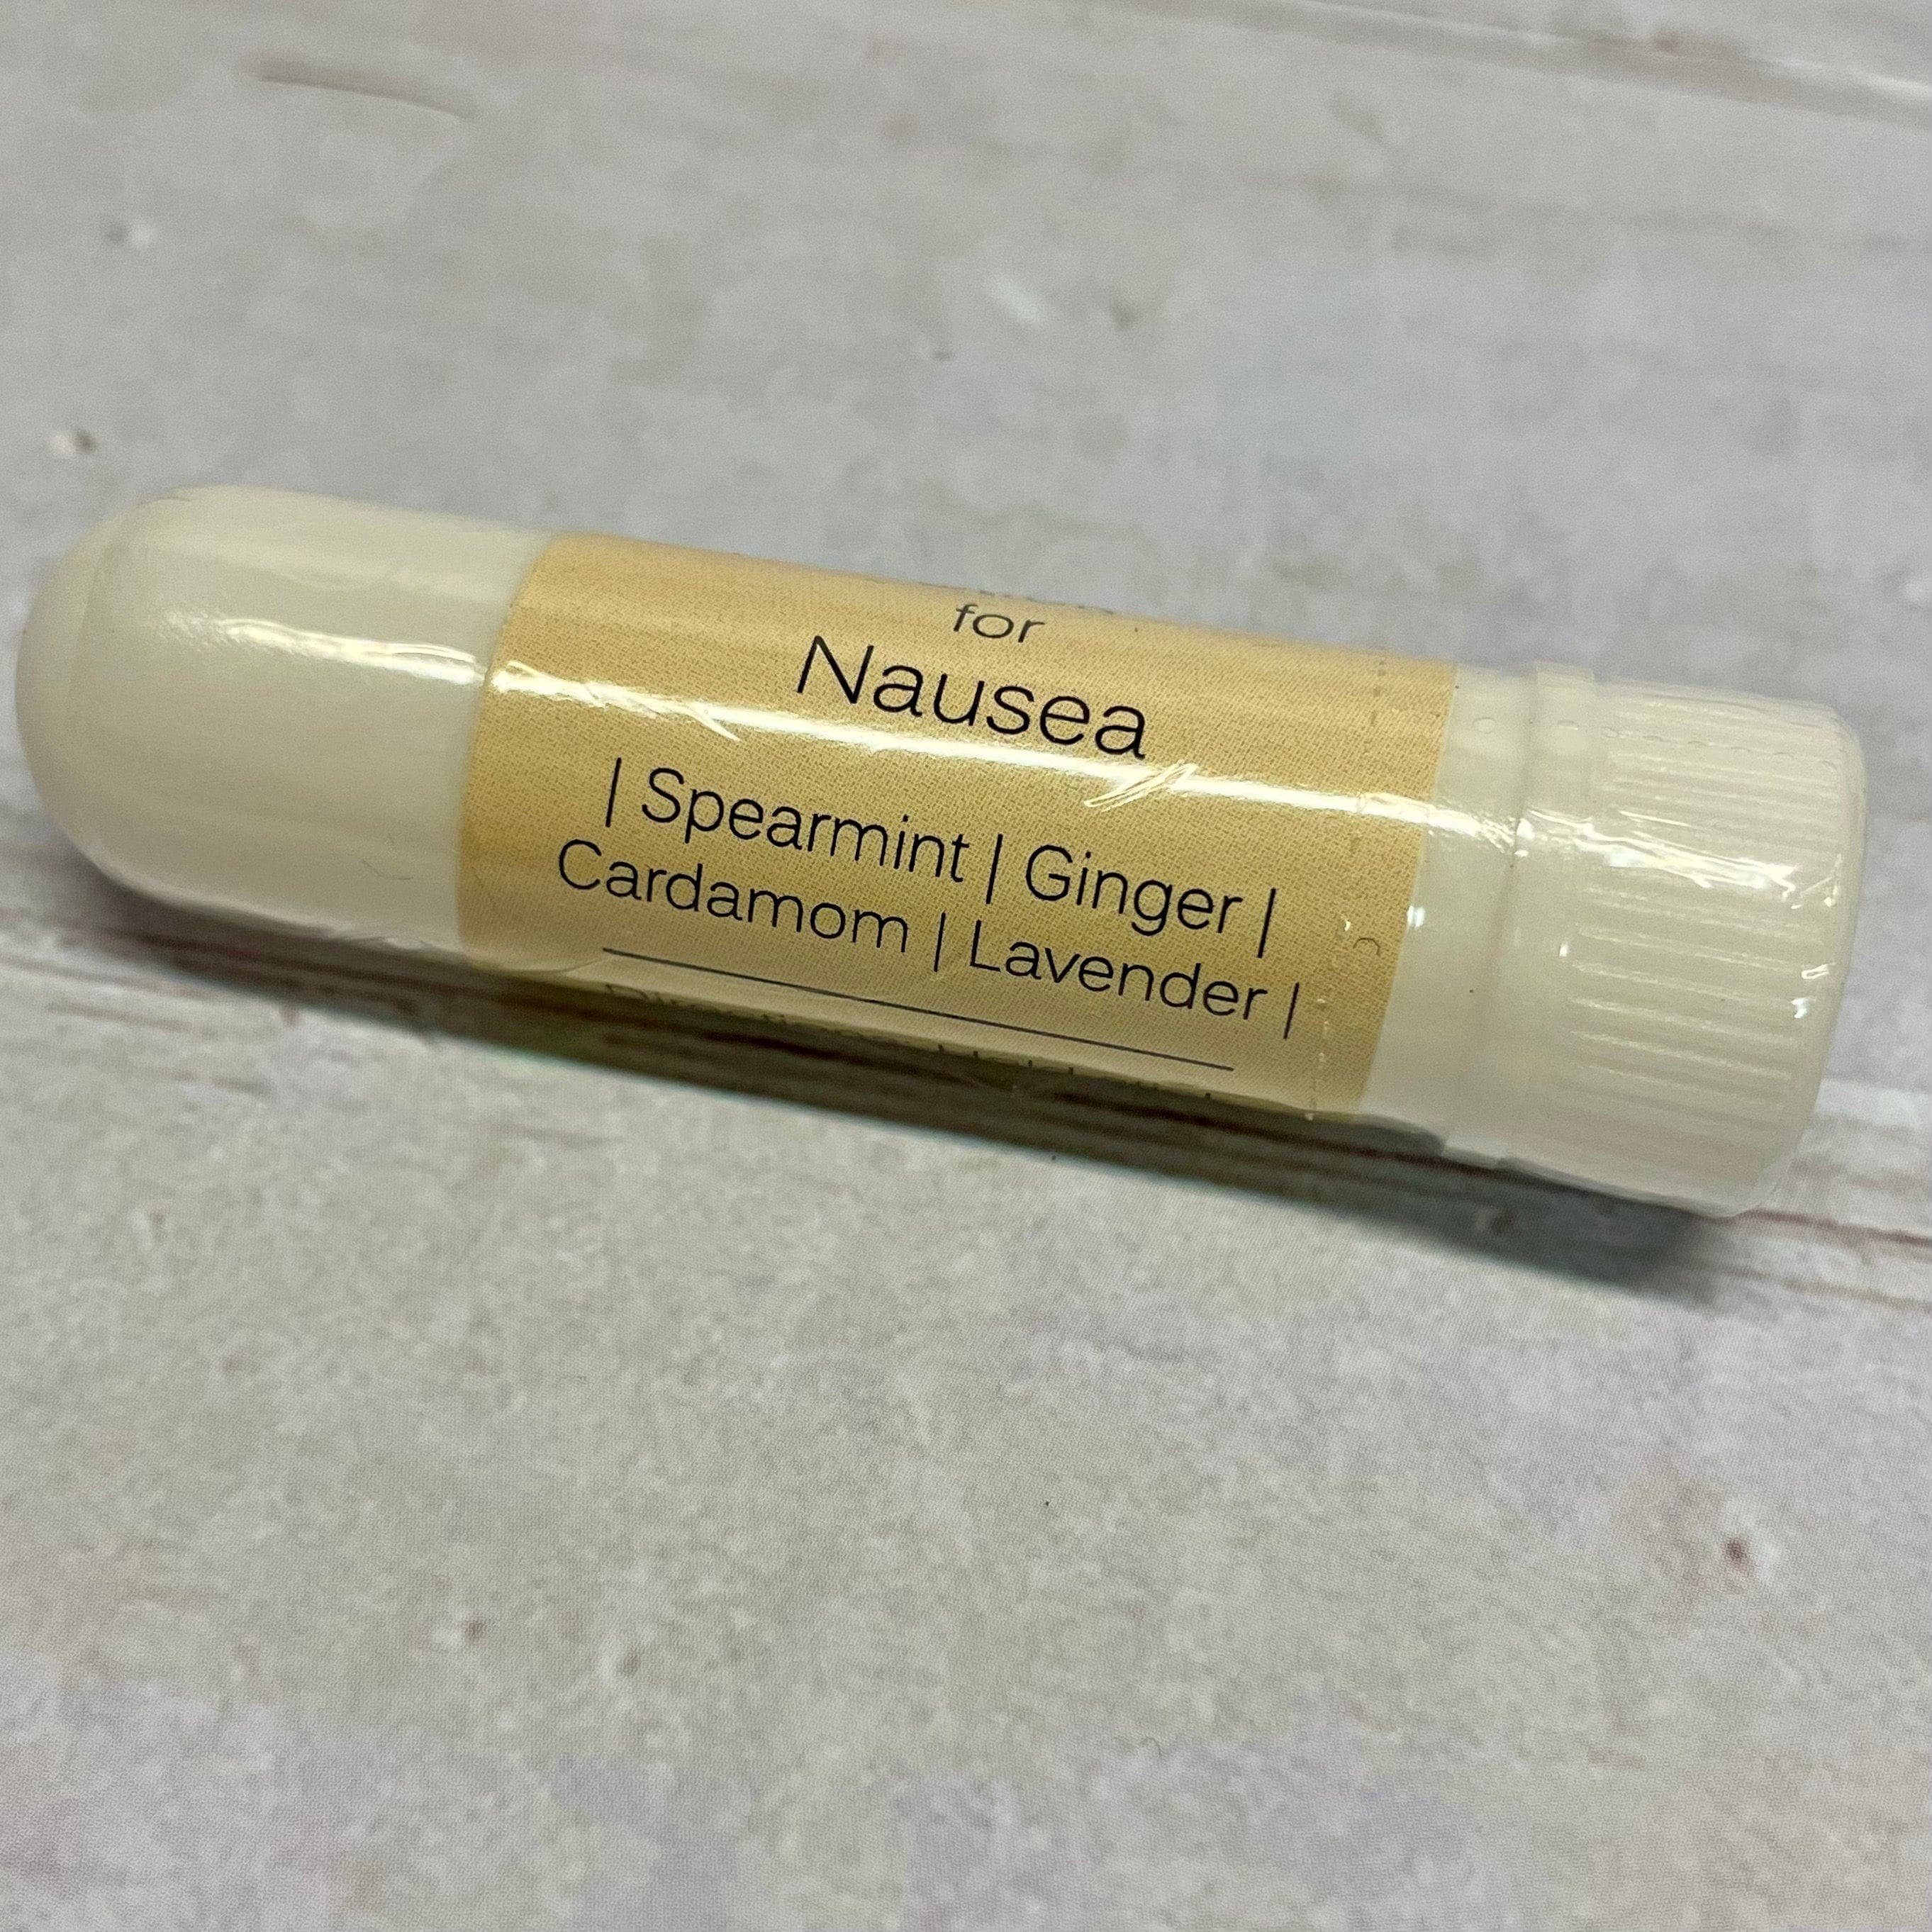 for
Nausea
| Spearmint | Ginger |
Cardamom | Lavender |